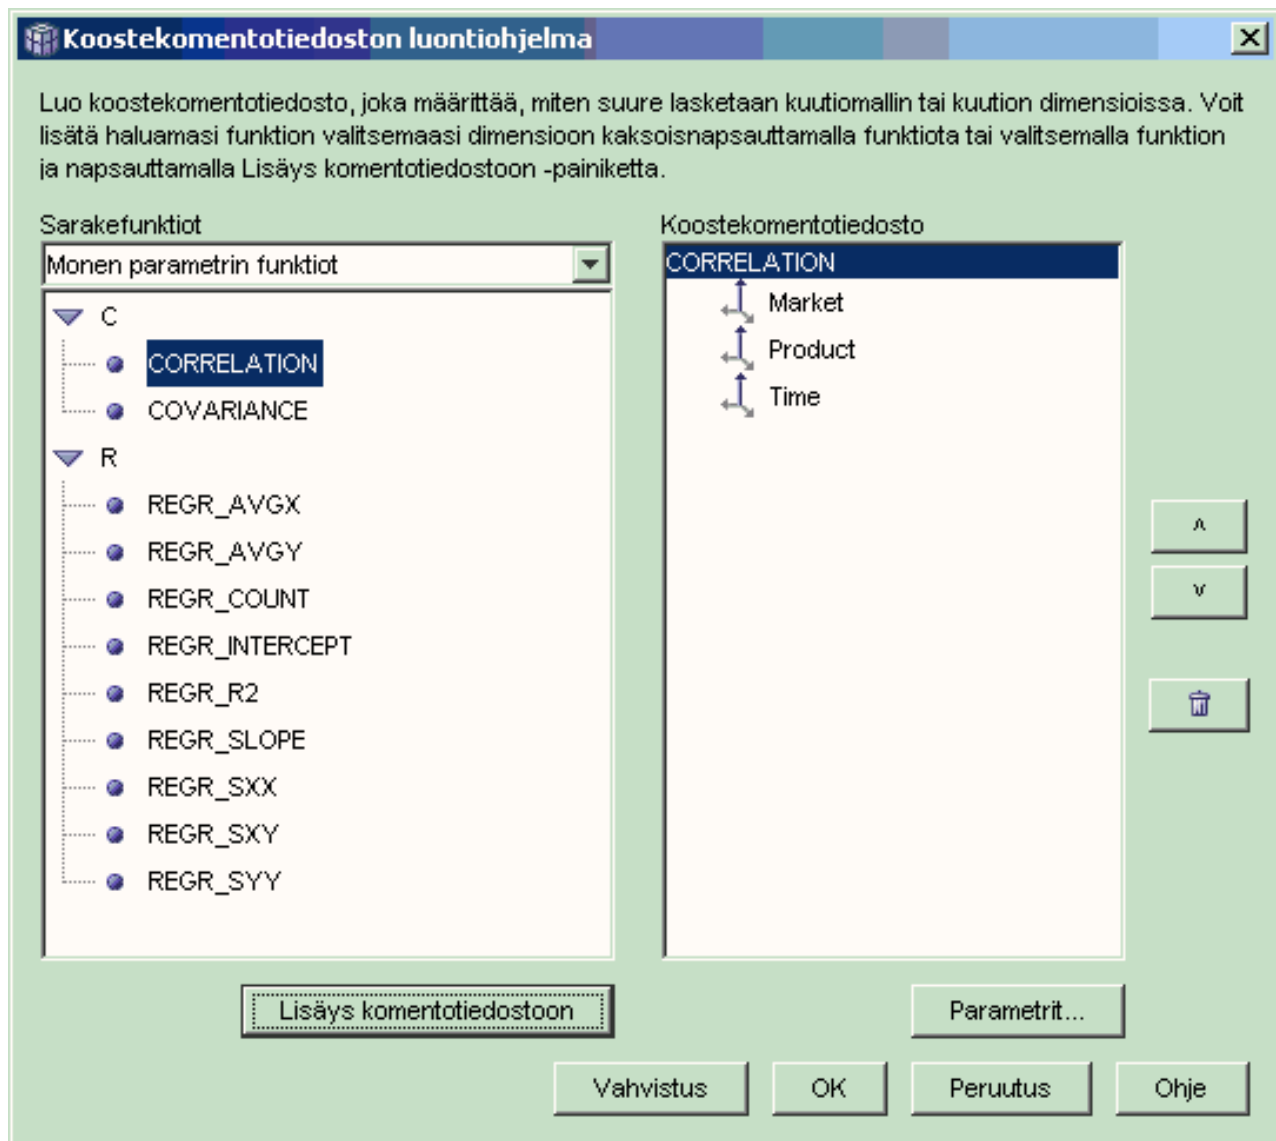 Koostekomentotiedoston luontiohjelma
Luo koostekomentotiedosto, joka määrittää, miten suure lasketaan kuutiomallin tai kuution dimensioissa. Voit
lisätä haluamasi funktion valitsemaasi dimensioon kaksoisnapsauttamalla funktiota tai valitsemalla funktion
ja napsauttamalla Lisäys komentotiedostoon -painiketta.
Sarakefunktiot
Monen parametrin funktiot
C
CORRELATION
COVARIANCE
R
REGR_AVGX
REGR_AVGY
REGR_COUNT
REGR_INTERCEPT
REGR_R2
REGR_SLOPE
REGR_SXX
REGR_SXY
REGR_SYY
Lisäys komentotiedostoon
Koostekomentotiedosto
CORRELATION
Market
Product
Time
Parametrit...
Vahvistus
OK
Peruutus
Ohje